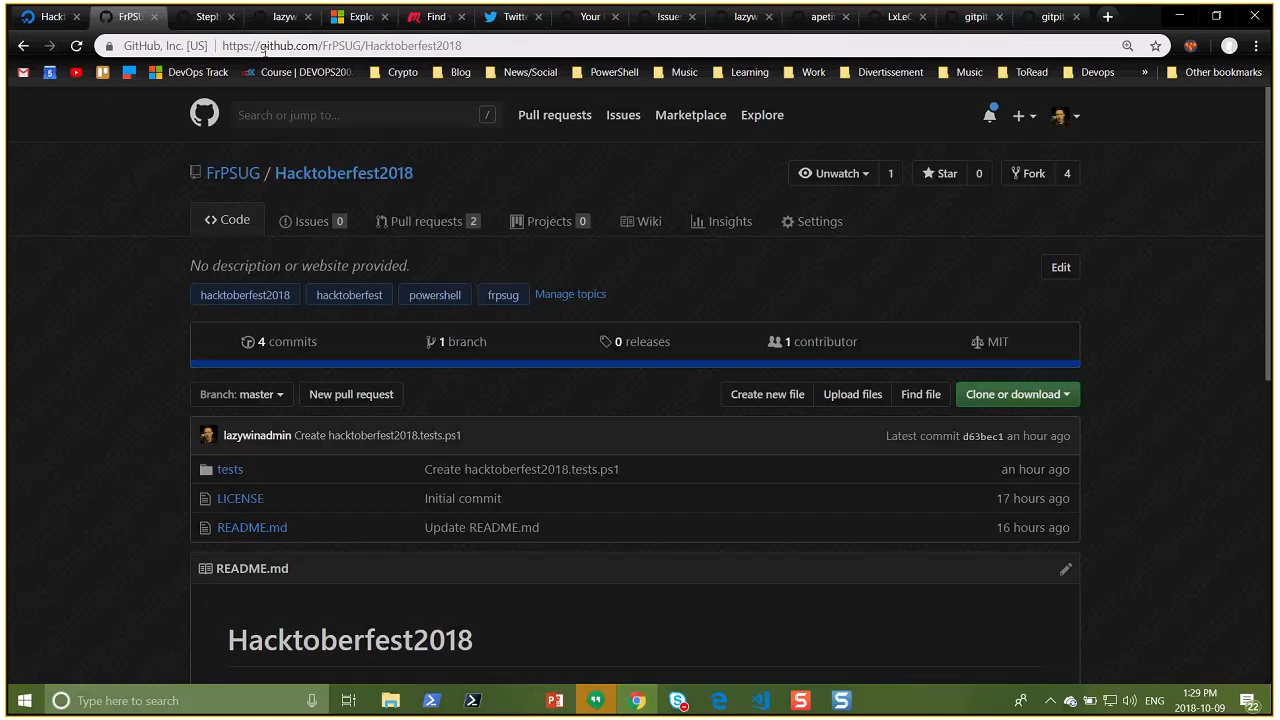 Hackt FrPSU Steph lazyw Explo Find Twitte Your Issue lazyw apetit LxLeC gitpit gitpit
GitHub, Inc. [US] https://github.com/FrPSUG/Hacktoberfest2018
DevOps Track Course | DEVOPS200 Crypto Blog News/Social PowerShell Music Learning Work Divertissement Music ToRead Devops » Other bookmarks
Search or jump to... / Pull requests Issues Marketplace Explore
FrPSUG / Hacktoberfest2018 Unwatch 1 Star 0 Fork 4
Code Issues 0 Pull requests 2 Projects 0 Wiki Insights Settings
No description or website provided. Edit
hacktoberfest2018 hacktoberfest powershell frpsug Manage topics
4 commits 1 branch 0 releases 1 contributor MIT
Branch: master New pull request Create new file Upload files Find file Clone or download
lazywinadmin Create hacktoberfest2018.tests.ps1 Latest commit d63bec1 an hour ago
tests Create hacktoberfest2018.tests.ps1 an hour ago
LICENSE Initial commit 17 hours ago
README.md Update README.md 16 hours ago
README.md
Hacktoberfest2018
Type here to search ENG 1:29 PM
2018-10-09 22